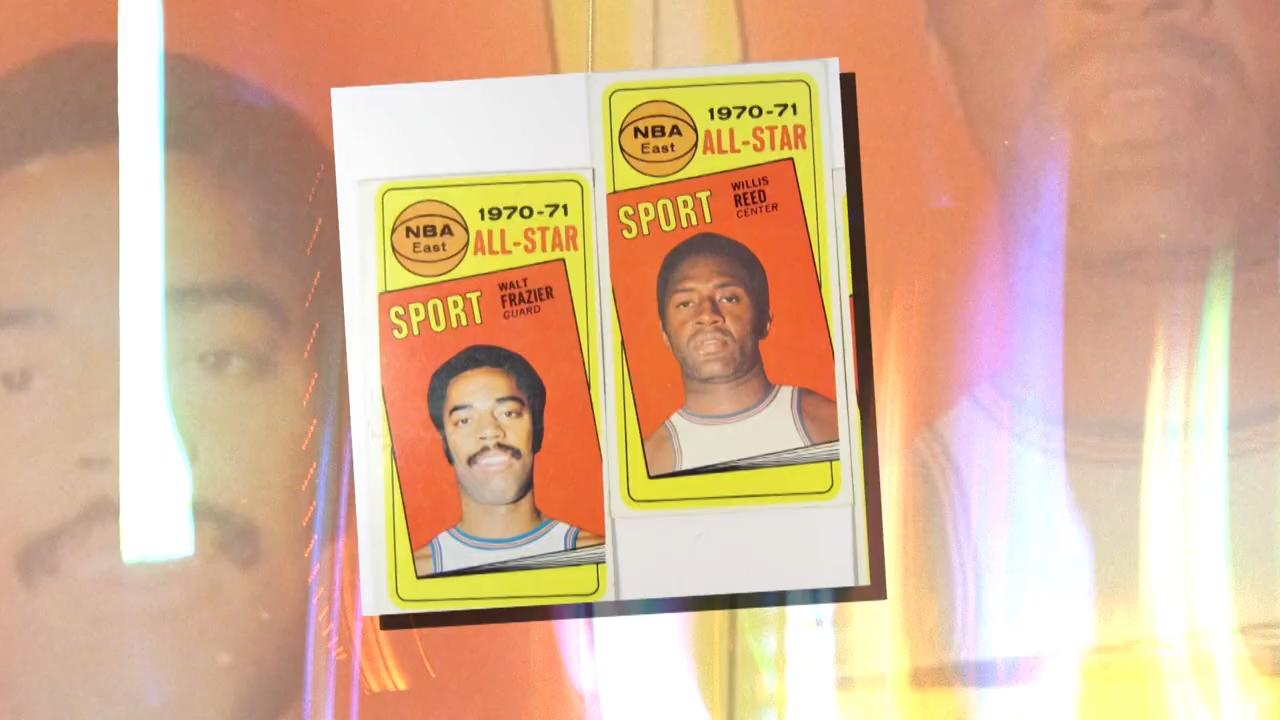 NBA
East
1970-71
ALL-STAR
SPORT
WALT
FRAZIER
GUARD
NBA
East
1970-71
ALL-STAR
SPORT
WILLIS
REED
CENTER